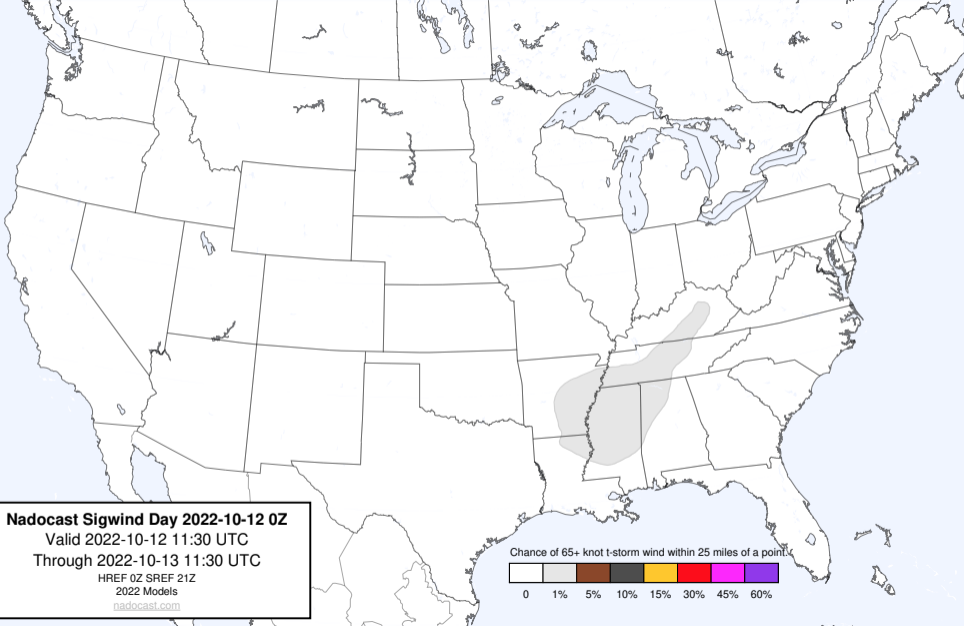 Nadocast Sigwind Day 2022-10-12 0Z
Valid 2022-10-12 11:30 UTC
Through 2022-10-13 11:30 UTC
HREF 0Z SREF 21Z
2022 Models
nadocast.com
Chance of 65+ knot t-storm wind within 25 miles of a point.
0 1% 5% 10% 15% 30% 45% 60%